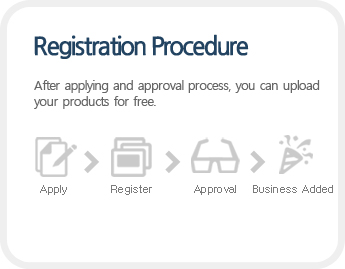 Registration Procedure
After applying and approval process, you can upload
your products for free.
Apply Register Approval Business Added